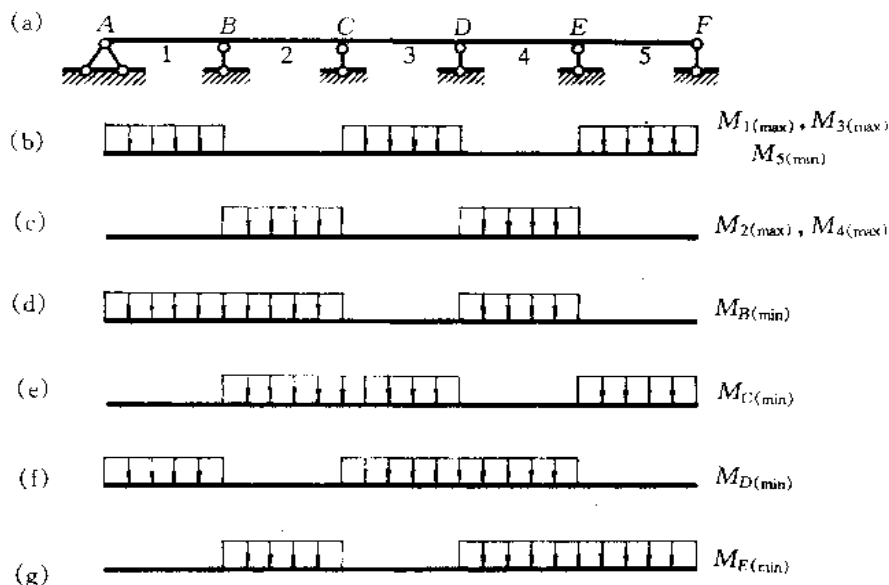 (a) A B C D E F
1 2 3 4 5
(b) M1(max), M3(max)
M5(min)
(c) M2(max), M4(max)
(d) MB(min)
(e) MC(min)
(f) MD(min)
(g) ME(min)